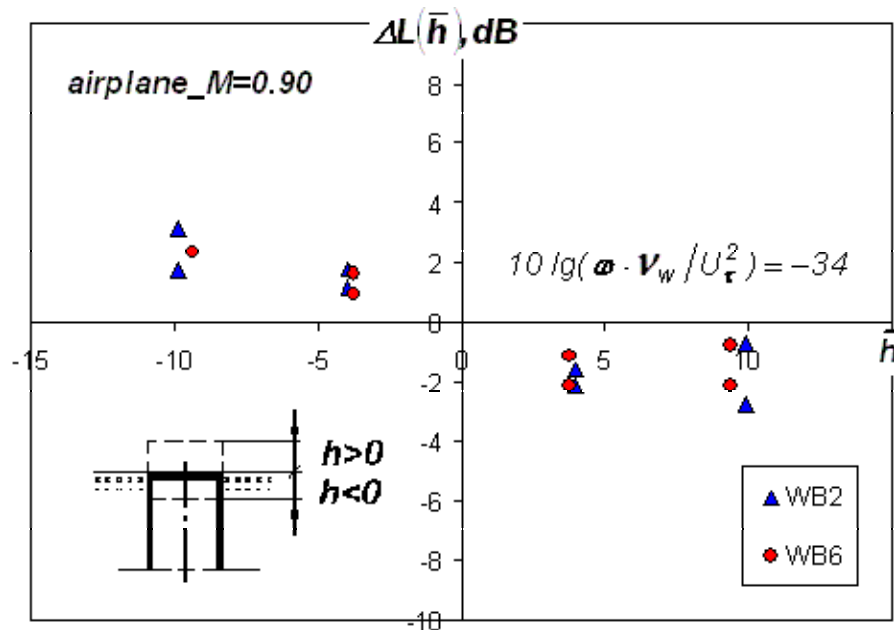 ΔL(h̄), dB
airplane_M=0.90
8
6
4
2
0
-2
-4
-6
-8
-10
10 lg(ω · ν_w / U_τ^2) = −34
-15 -10 -5 0 5 10 h̄
h>0
h<0
WB2
WB6